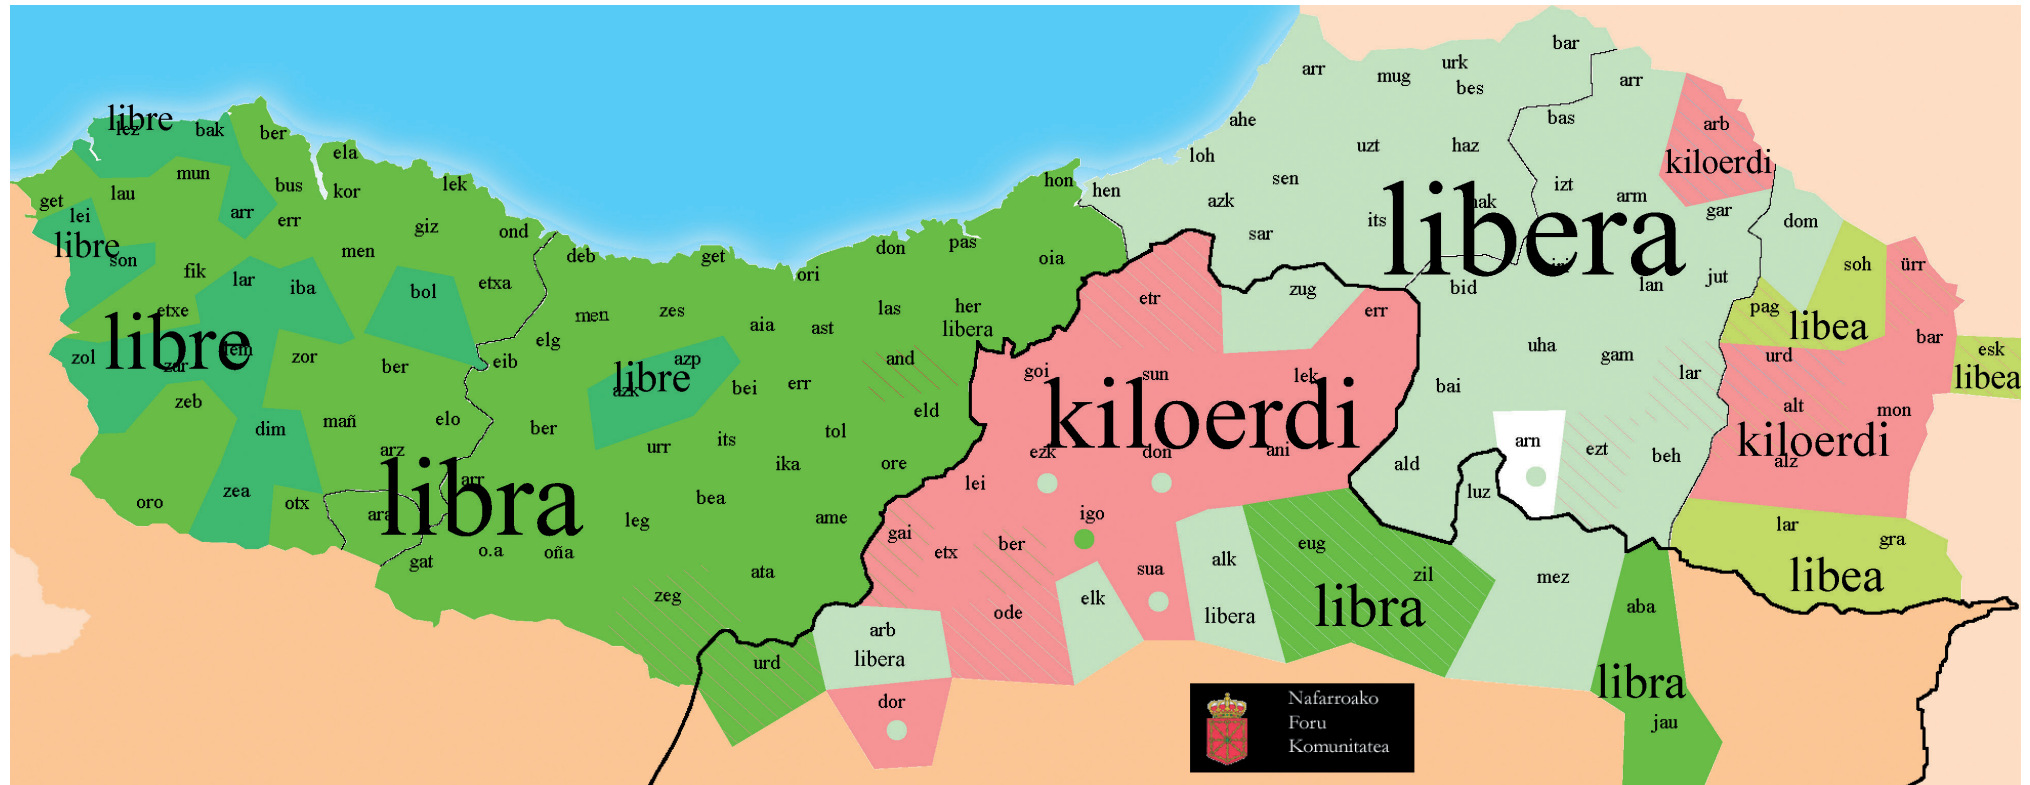 bar
arr
mug
urk
bes
arr
libre
lez
bak
ber
ahe
bas
arb
kiloerdi
ela
loh
uzt
haz
mun
lau
bus
kor
lek
hon
hen
sen
izt
arm
get
lei
arr
err
azk
its
hak
libera
gar
dom
libre
son
men
giz
ond
deb
get
don
pas
oia
sar
soh
ürr
fik
lar
iba
bol
etxa
ori
etr
zug
err
bid
lan
jut
pag
libea
etxe
libre
men
zes
aia
ast
las
her
libera
bar
zol
zor
ber
elg
eib
libre
azp
azk
bei
err
and
goi
sun
lek
kiloerdi
uha
gam
bai
lar
urd
esk
libea
zeb
dim
mañ
elo
ber
eld
alt
mon
kiloerdi
alz
arz
urr
its
tol
ika
ore
ezk
don
ani
ald
arn
ezt
beh
oro
zea
otx
ara
arr
libra
bea
lei
luz
leg
ame
igo
gat
o.a
oña
ata
gai
etx
ber
sua
alk
eug
zil
libra
mez
lar
gra
libea
zeg
ode
elk
libera
aba
arb
libera
urd
libra
dor
jau
Nafarroako
Foru
Komunitatea